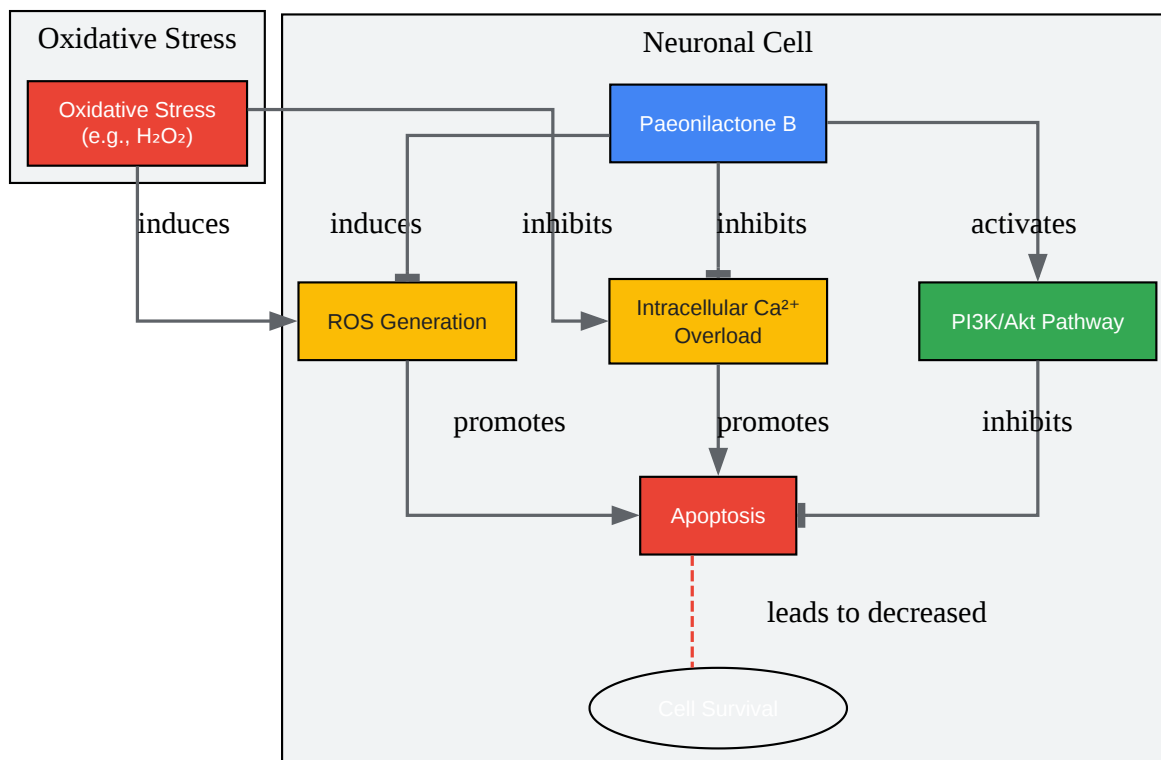 Oxidative Stress
Neuronal Cell
Oxidative Stress
(e.g., H₂O₂)
Paeonilactone B
induces
induces
inhibits
inhibits
activates
ROS Generation
Intracellular Ca²⁺
Overload
PI3K/Akt Pathway
promotes
promotes
inhibits
Apoptosis
leads to decreased
Cell Survival